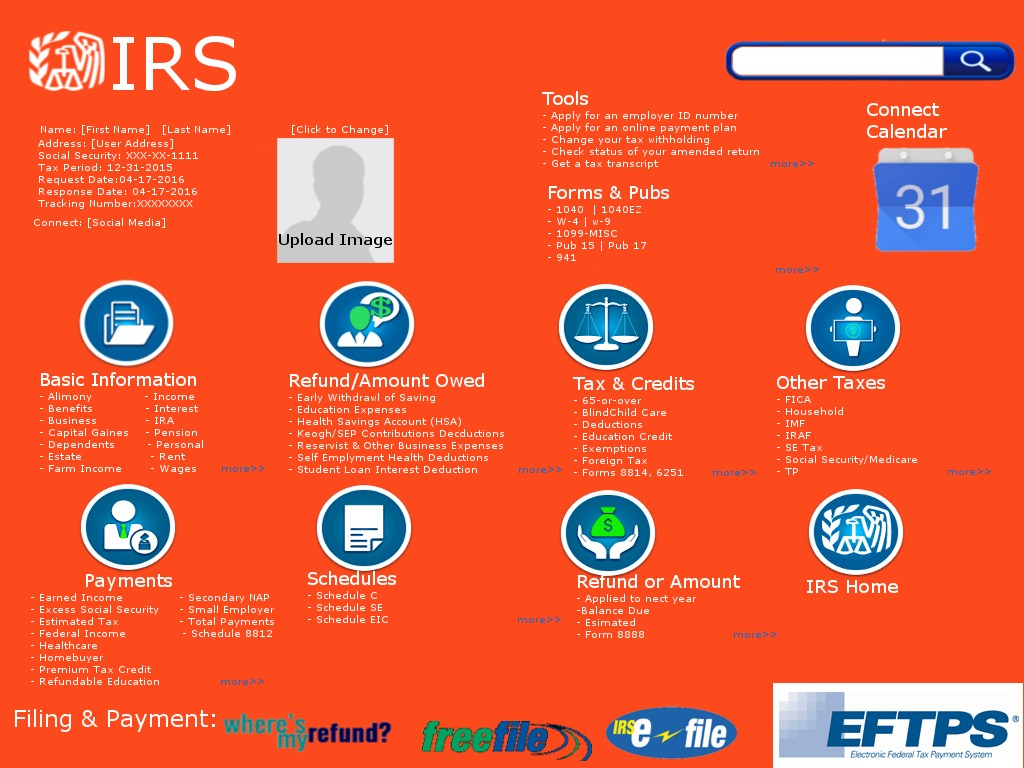 IRS
Name: [First Name] [Last Name]
Address: [User Address]
Social Security: XXX-XX-1111
Tax Period: 12-31-2015
Request Date:04-17-2016
Response Date: 04-17-2016
Tracking Number:XXXXXXXX
Connect: [Social Media]
[Click to Change]
Upload Image
Tools
- Apply for an employer ID number
- Apply for an online payment plan
- Change your tax withholding
- Check status of your amended return
- Get a tax transcript
more>>
Forms & Pubs
- 1040 | 1040EZ
- W-4 | w-9
- 1099-MISC
- Pub 15 | Pub 17
- 941
more>>
Connect
Calendar
31
Basic Information
- Alimony - Income
- Benefits - Interest
- Business - IRA
- Capital Gaines - Pension
- Dependents - Personal
- Estate - Rent
- Farm Income - Wages more>>
$
Refund/Amount Owed
- Early Withdrawl of Saving
- Education Expenses
- Health Savings Account (HSA)
- Keogh/SEP Contributions Decductions
- Reservist & Other Business Expenses
- Self Emplyment Health Deductions
- Student Loan Interest Deduction more>>
Tax & Credits
- 65-or-over
- BlindChild Care
- Deductions
- Education Credit
- Exemptions
- Foreign Tax
- Forms 8814, 6251 more>>
Other Taxes
- FICA
- Household
- IMF
- IRAF
- SE Tax
- Social Security/Medicare
- TP more>>
Payments
- Earned Income - Secondary NAP
- Excess Social Security - Small Employer
- Estimated Tax - Total Payments
- Federal Income - Schedule 8812
- Healthcare
- Homebuyer
- Premium Tax Credit
- Refundable Education more>>
Schedules
- Schedule C
- Schedule SE
- Schedule EIC more>>
$
Refund or Amount
- Applied to nect year
-Balance Due
- Esimated
- Form 8888 more>>
IRS Home
Filing & Payment:
where's
my refund?
freefile
IRS e file
EFTPS®
Electronic Federal Tax Payment System